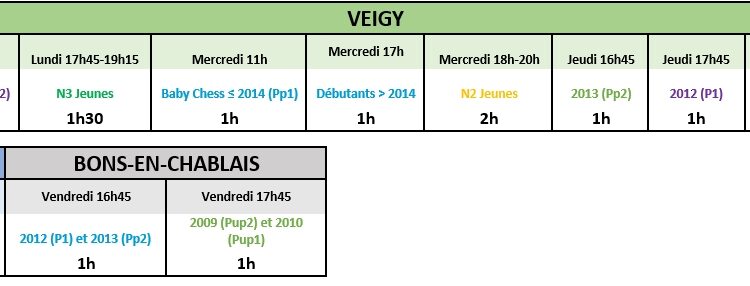 VEIGY
Lundi 17h45-19h15 Mercredi 11h Mercredi 17h Mercredi 18h-20h Jeudi 16h45 Jeudi 17h45
2) N3 Jeunes Baby Chess ≤ 2014 (Pp1) Débutants > 2014 N2 Jeunes 2013 (Pp2) 2012 (P1)
1h30 1h 1h 2h 1h 1h
BONS-EN-CHABLAIS
Vendredi 16h45 Vendredi 17h45
2012 (P1) et 2013 (Pp2) 2009 (Pup2) et 2010
(Pup1)
1h 1h